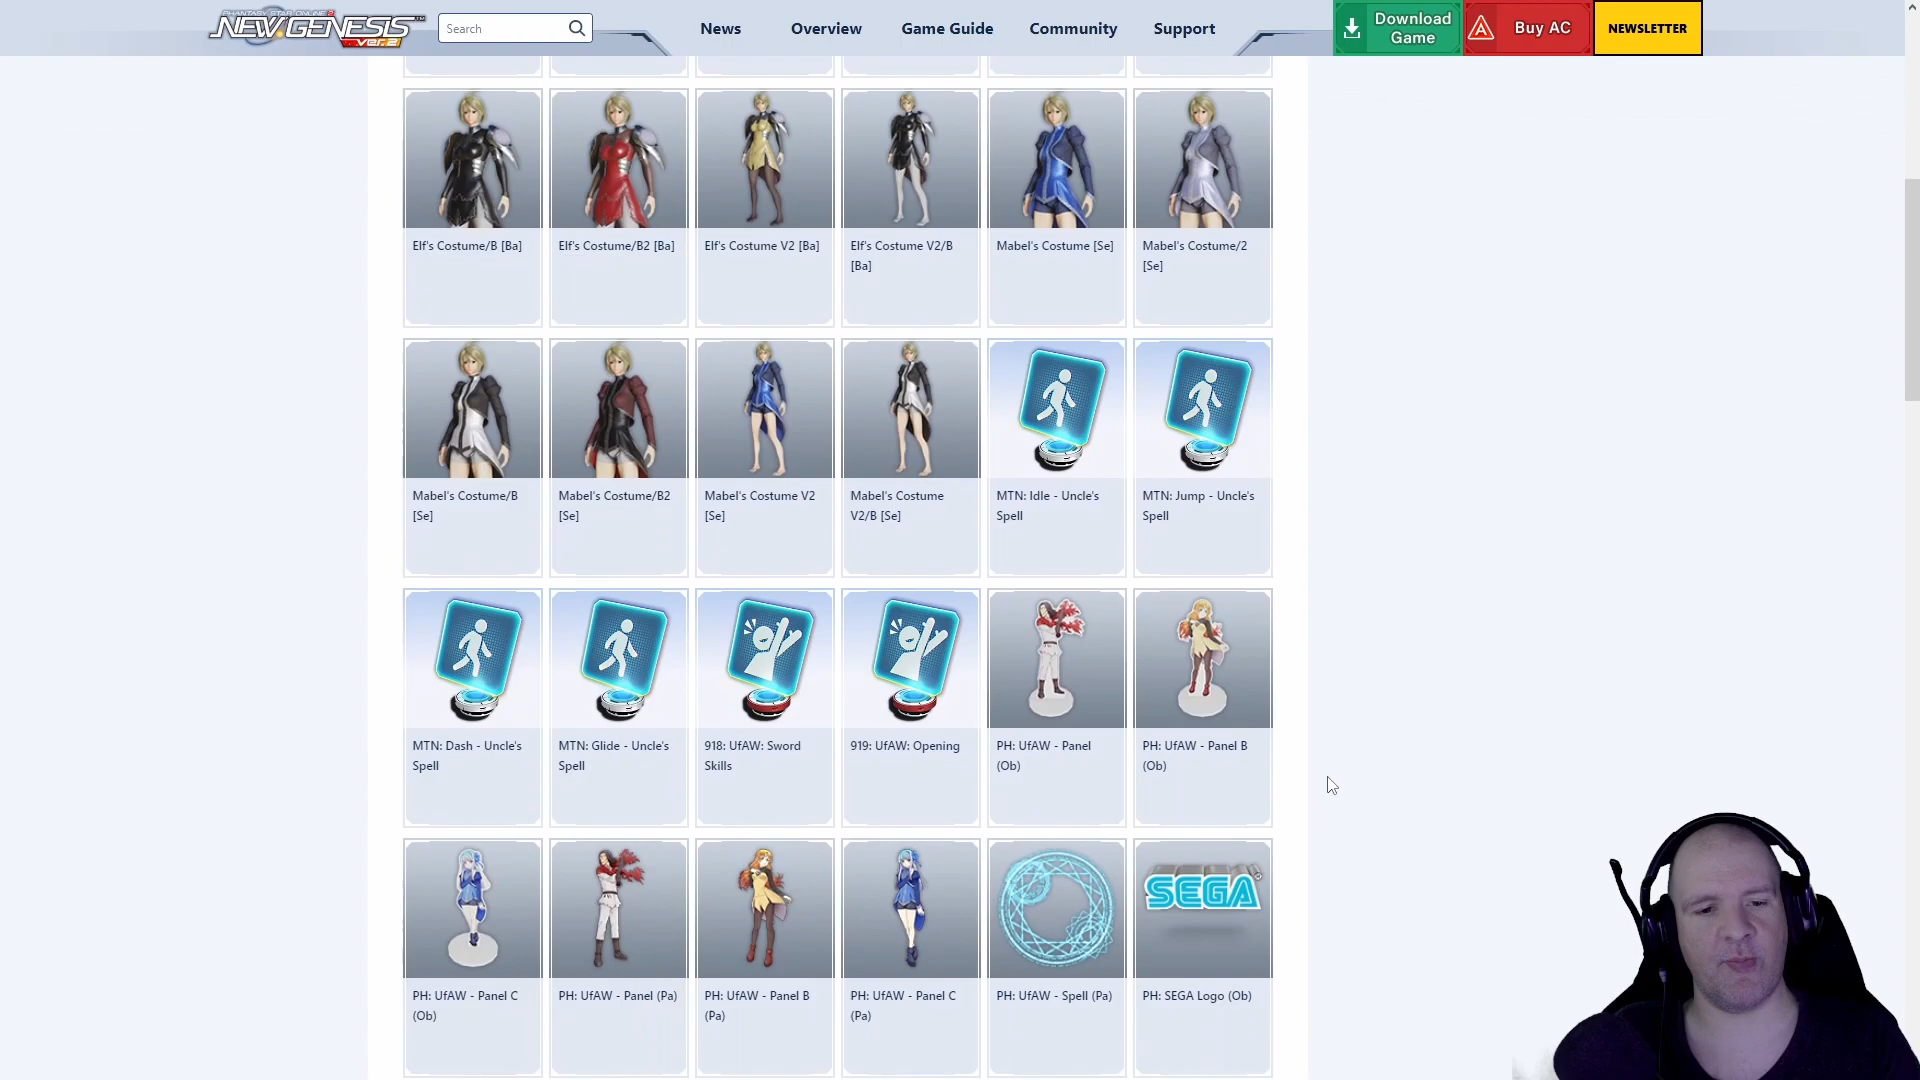 PHANTASY STAR ONLINE 2
NEW GENESIS
ver.2
Search
News
Overview
Game Guide
Community
Support
Download
Game
Buy AC
NEWSLETTER
Elf's Costume/B [Ba]
Elf's Costume/B2 [Ba]
Elf's Costume V2 [Ba]
Elf's Costume V2/B
[Ba]
Mabel's Costume [Se]
Mabel's Costume/2
[Se]
Mabel's Costume/B
[Se]
Mabel's Costume/B2
[Se]
Mabel's Costume V2
[Se]
Mabel's Costume
V2/B [Se]
MTN: Idle - Uncle's
Spell
MTN: Jump - Uncle's
Spell
MTN: Dash - Uncle's
Spell
MTN: Glide - Uncle's
Spell
918: UfAW: Sword
Skills
919: UfAW: Opening
PH: UfAW - Panel
(Ob)
PH: UfAW - Panel B
(Ob)
SEGA
PH: UfAW - Panel C
(Ob)
PH: UfAW - Panel (Pa)
PH: UfAW - Panel B
(Pa)
PH: UfAW - Panel C
(Pa)
PH: UfAW - Spell (Pa)
PH: SEGA Logo (Ob)